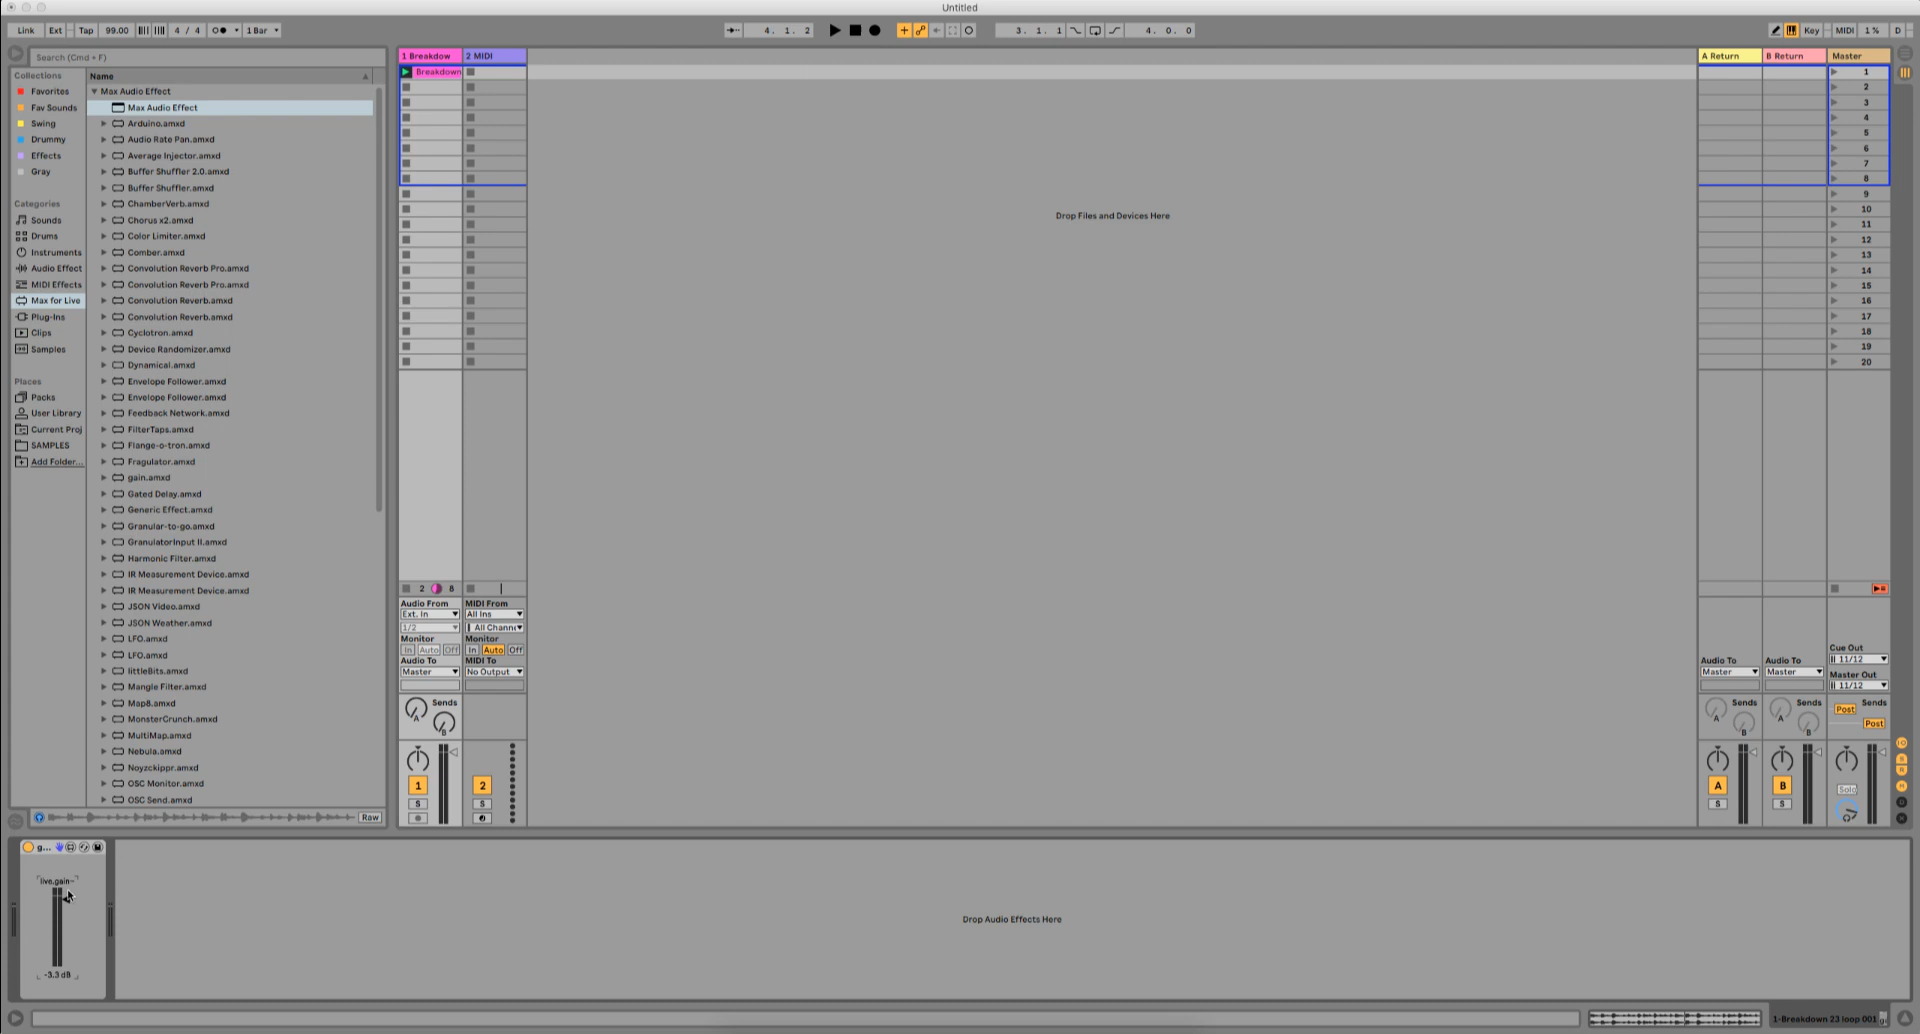 Untitled
Link Ext Tap 99.00 4 / 4 1 Bar
4. 1. 2
3. 1. 1
4. 0. 0
Key MIDI 1 % D
Search (Cmd + F)
Collections
Favorites
Fav Sounds
Swing
Drummy
Effects
Gray
Categories
Sounds
Drums
Instruments
Audio Effect
MIDI Effects
Max for Live
Plug-Ins
Clips
Samples
Places
Packs
User Library
Current Proj
SAMPLES
Add Folder...
Name
Max Audio Effect
Max Audio Effect
Arduino.amxd
Audio Rate Pan.amxd
Average Injector.amxd
Buffer Shuffler 2.0.amxd
Buffer Shuffler.amxd
ChamberVerb.amxd
Chorus x2.amxd
Color Limiter.amxd
Comber.amxd
Convolution Reverb Pro.amxd
Convolution Reverb Pro.amxd
Convolution Reverb.amxd
Convolution Reverb.amxd
Cyclotron.amxd
Device Randomizer.amxd
Dynamical.amxd
Envelope Follower.amxd
Envelope Follower.amxd
Feedback Network.amxd
FilterTaps.amxd
Flange-o-tron.amxd
Fragulator.amxd
gain.amxd
Gated Delay.amxd
Generic Effect.amxd
Granular-to-go.amxd
GranulatorInput II.amxd
Harmonic Filter.amxd
IR Measurement Device.amxd
IR Measurement Device.amxd
JSON Video.amxd
JSON Weather.amxd
LFO.amxd
LFO.amxd
littleBits.amxd
Mangle Filter.amxd
Map8.amxd
MonsterCrunch.amxd
MultiMap.amxd
Nebula.amxd
Noyzckippr.amxd
OSC Monitor.amxd
OSC Send.amxd
Raw
1 Breakdow
2 MIDI
Breakdown
Drop Files and Devices Here
2 8
Audio From
Ext. In
1/2
Monitor
In Auto Off
Audio To
Master
Sends
A
B
1
S
MIDI From
All Ins
All Chann
Monitor
In Auto Off
MIDI To
No Output
2
S
A Return
B Return
Master
1
2
3
4
5
6
7
8
9
10
11
12
13
14
15
16
17
18
19
20
Audio To
Master
Sends
A
B
A
S
Audio To
Master
Sends
A
B
B
S
Cue Out
11/12
Master Out
11/12
Sends
Post
Post
Solo
g...
live.gain~
-3.3 dB
Drop Audio Effects Here
1-Breakdown 23 loop 001